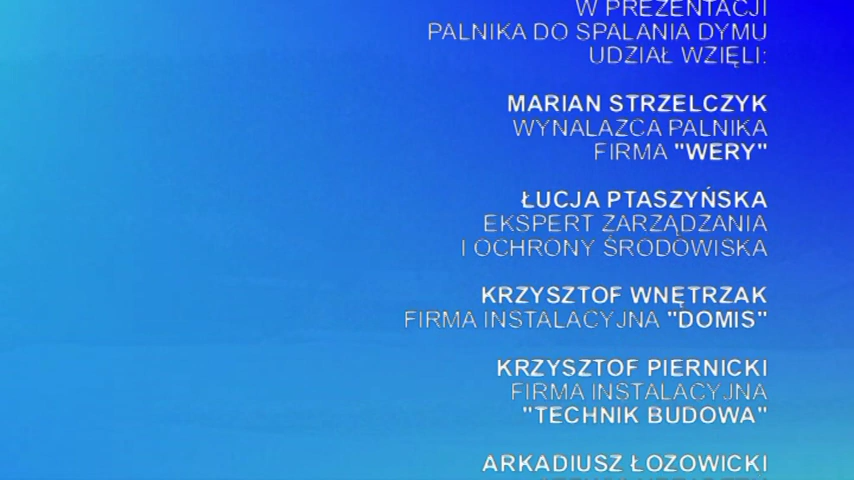 W PREZENTACJI
PALNIKA DO SPALANIA DYMU
UDZIAŁ WZIĘLI:
MARIAN STRZELCZYK
WYNALAZCA PALNIKA
FIRMA "WERY"
ŁUCJA PTASZYŃSKA
EKSPERT ZARZĄDZANIA
I OCHRONY ŚRODOWISKA
KRZYSZTOF WNĘTRZAK
FIRMA INSTALACYJNA "DOMIS"
KRZYSZTOF PIERNICKI
FIRMA INSTALACYJNA
"TECHNIK BUDOWA"
ARKADIUSZ ŁOZOWICKI